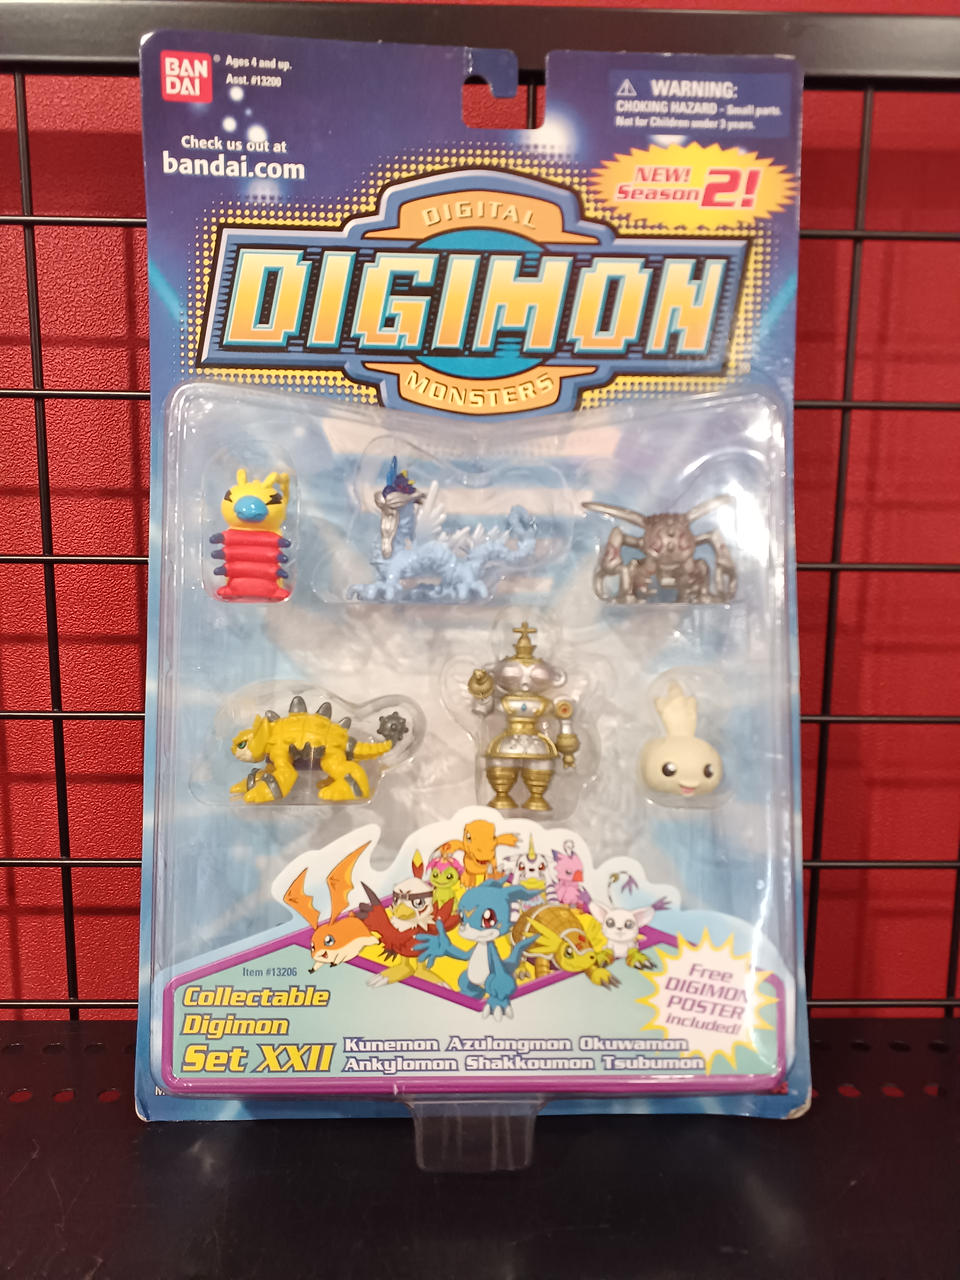 BAN
DAI
®
Ages 4 and up.
Asst. #13200
Check us out at
bandai.com
WARNING:
CHOKING HAZARD - Small parts.
Not for Children under 3 years.
NEW!
Season 2!
DIGITAL
DIGIMON
MONSTERS
Item #13206
Collectable
Digimon
Set XXII
Kunemon Azulongmon Okuwamon
Ankylomon Shakkoumon Tsubumon
Free
DIGIMON
POSTER
included!